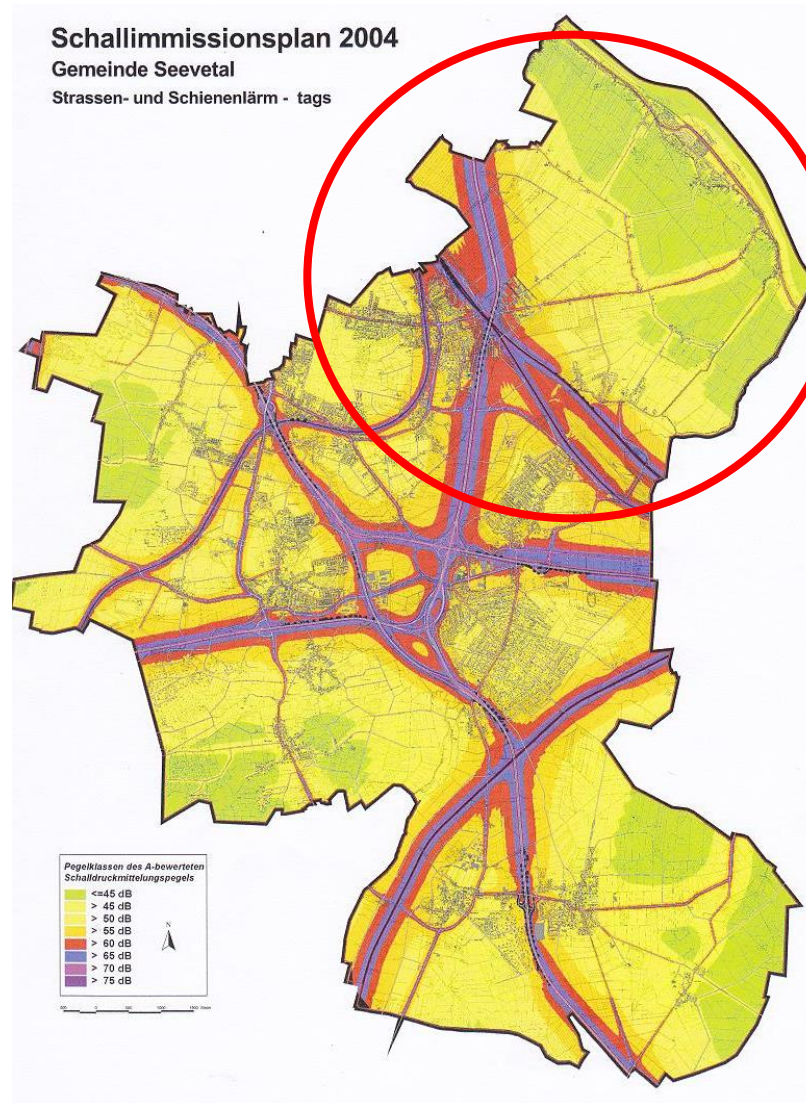 Schallimmissionsplan 2004
Gemeinde Seevetal
Strassen- und Schienenlärm - tags
Pegelklassen des A-bewerteten
Schalldruckmittelungspegels
<=45 dB
> 45 dB
> 50 dB
> 55 dB
> 60 dB
> 65 dB
> 70 dB
> 75 dB
N